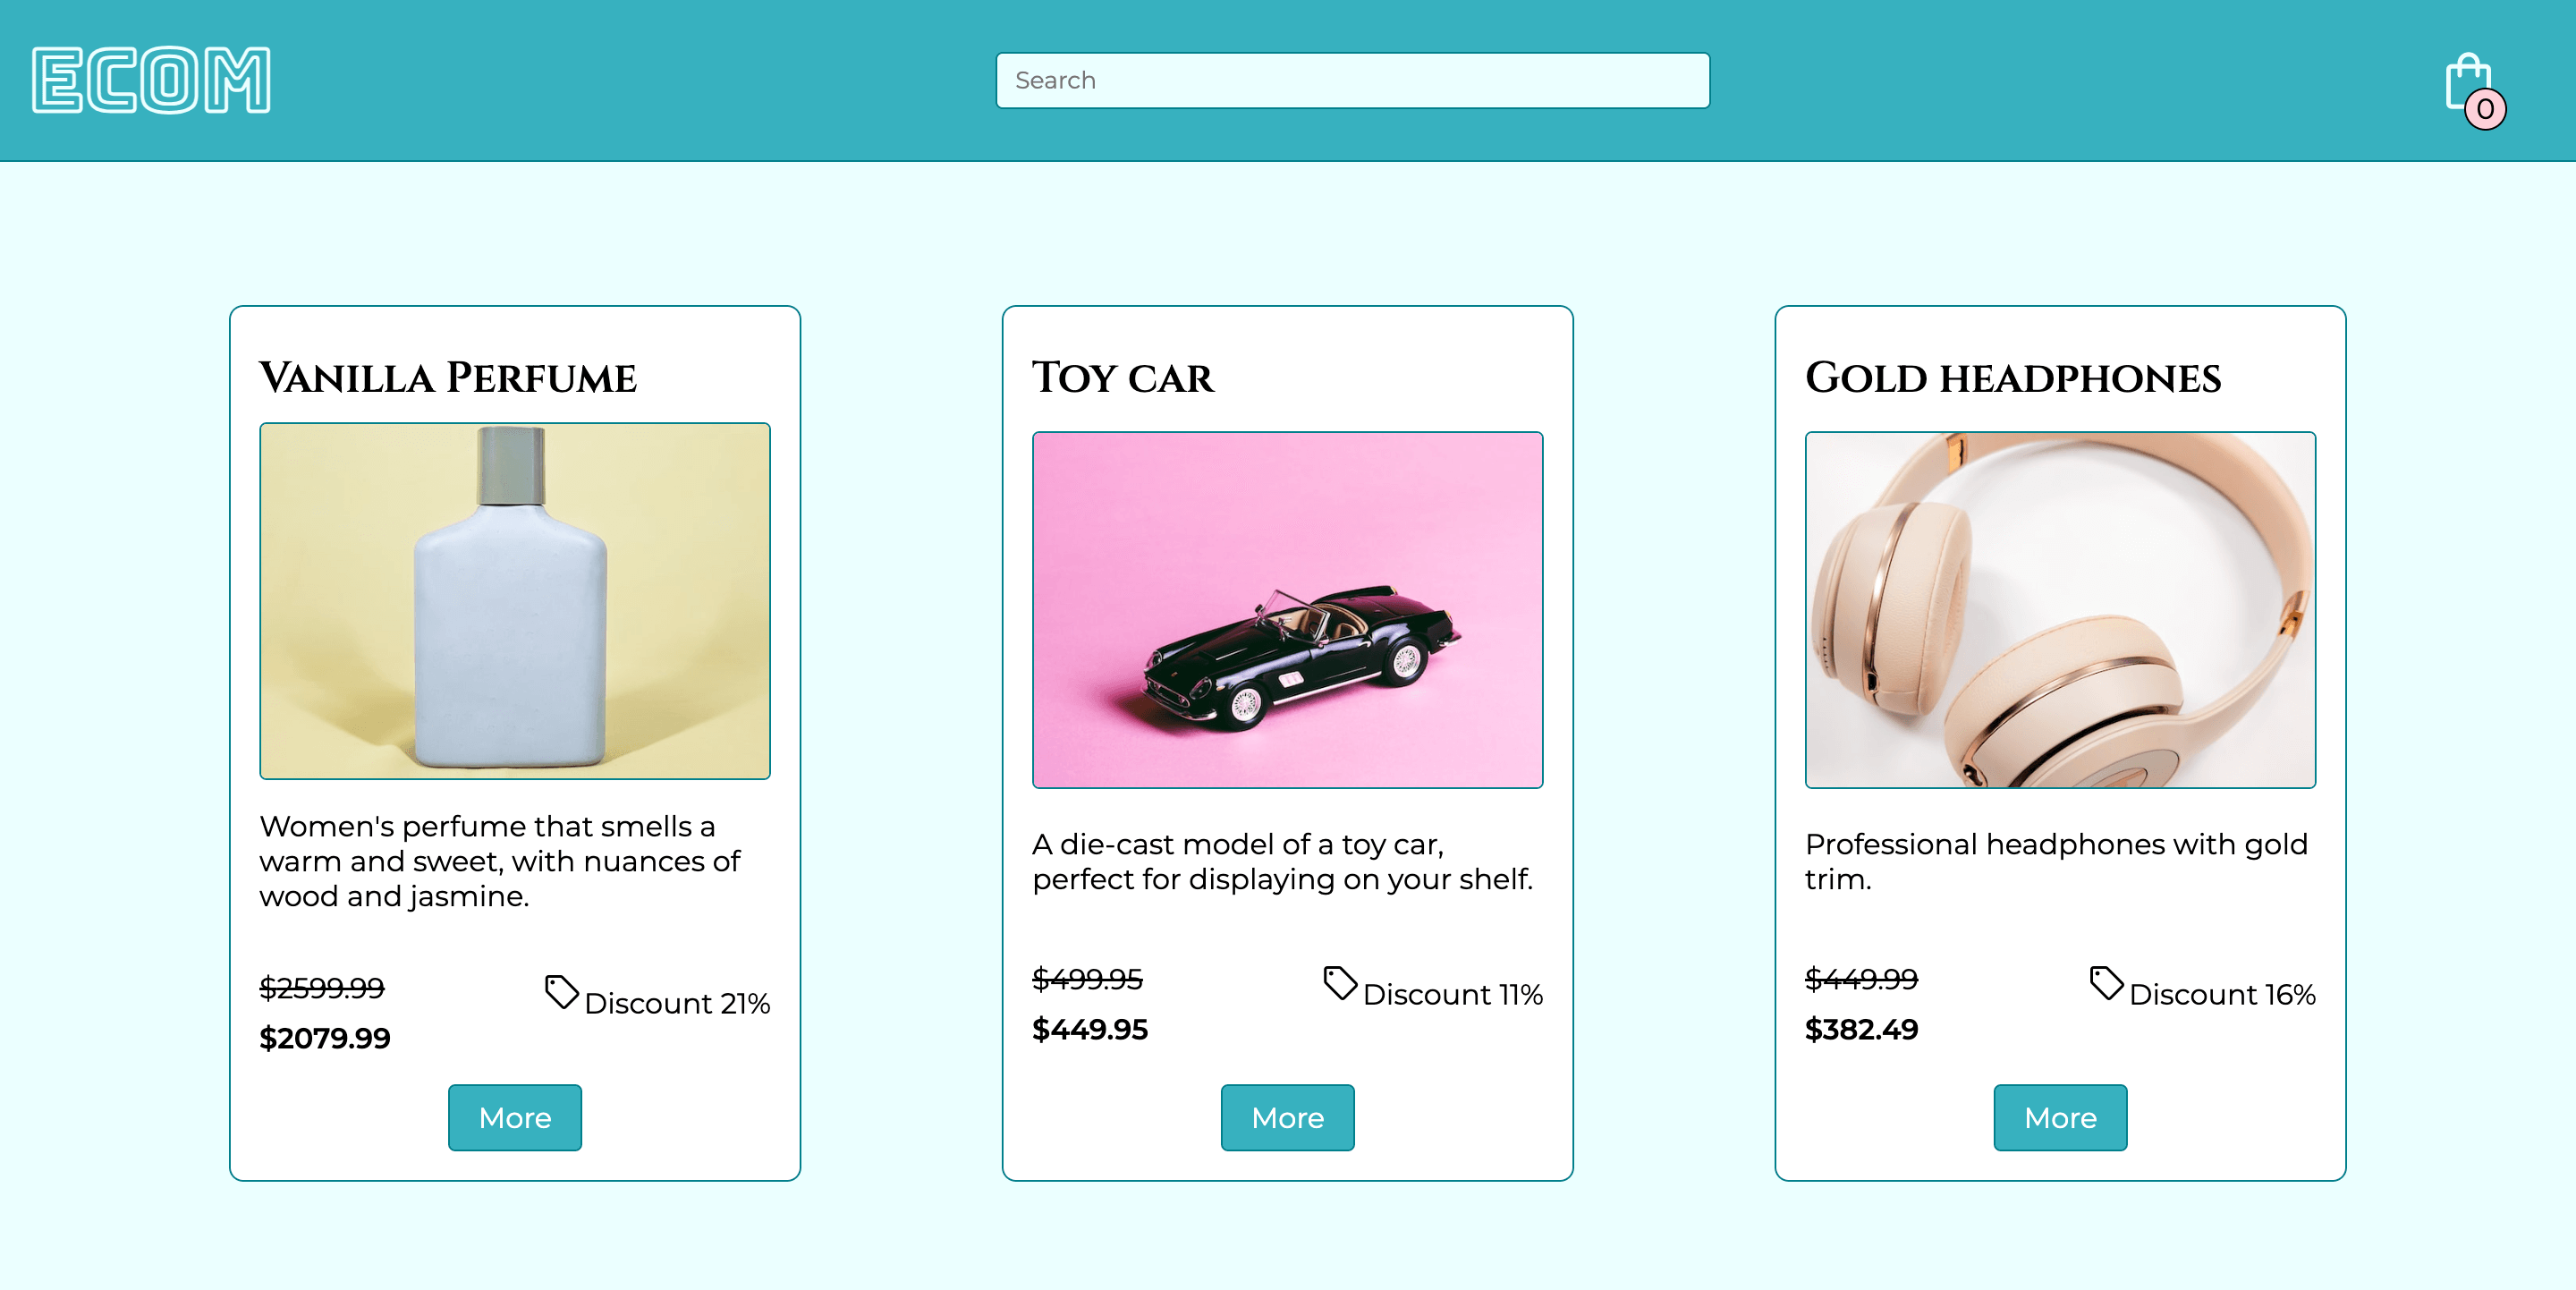 ECOM
Search
0
Vanilla Perfume
Women's perfume that smells a
warm and sweet, with nuances of
wood and jasmine.
$2599.99
Discount 21%
$2079.99
More
Toy car
A die-cast model of a toy car,
perfect for displaying on your shelf.
$499.95
Discount 11%
$449.95
More
Gold headphones
Professional headphones with gold
trim.
$449.99
Discount 16%
$382.49
More